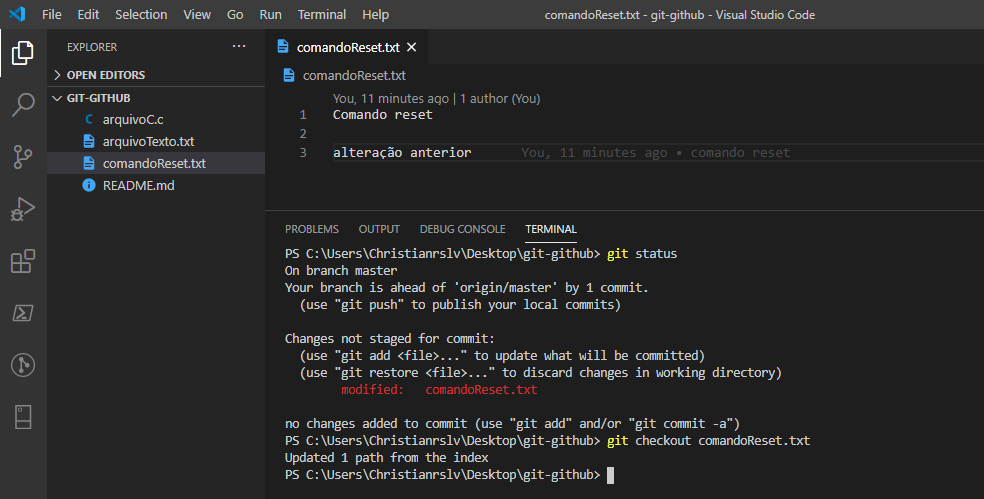 File Edit Selection View Go Run Terminal Help comandoReset.txt - git-github - Visual Studio Code
EXPLORER
OPEN EDITORS
GIT-GITHUB
C arquivoC.c
arquivoTexto.txt
comandoReset.txt
README.md
comandoReset.txt
comandoReset.txt
You, 11 minutes ago | 1 author (You)
1 Comando reset
2
3 alteração anterior You, 11 minutes ago • comando reset
PROBLEMS OUTPUT DEBUG CONSOLE TERMINAL
PS C:\Users\Christianrslv\Desktop\git-github> git status
On branch master
Your branch is ahead of 'origin/master' by 1 commit.
(use "git push" to publish your local commits)
Changes not staged for commit:
(use "git add <file>..." to update what will be committed)
(use "git restore <file>..." to discard changes in working directory)
modified: comandoReset.txt
no changes added to commit (use "git add" and/or "git commit -a")
PS C:\Users\Christianrslv\Desktop\git-github> git checkout comandoReset.txt
Updated 1 path from the index
PS C:\Users\Christianrslv\Desktop\git-github>